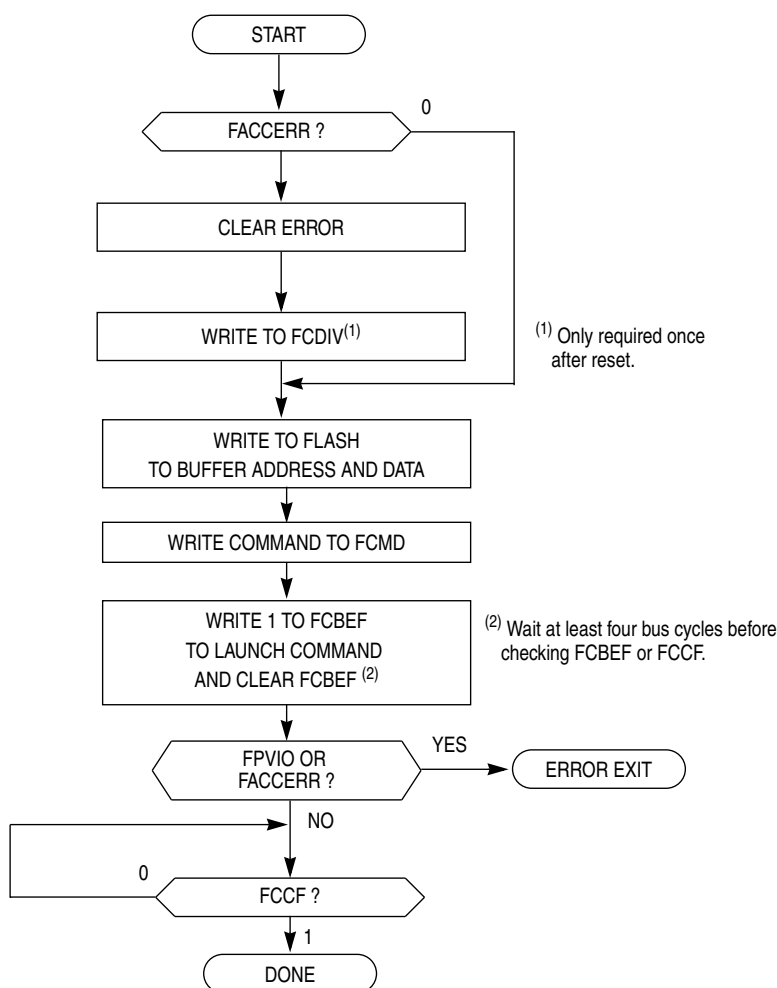 START
0
FACCERR ?
CLEAR ERROR
WRITE TO FCDIV(1)
(1) Only required once
after reset.
WRITE TO FLASH
TO BUFFER ADDRESS AND DATA
WRITE COMMAND TO FCMD
WRITE 1 TO FCBEF
TO LAUNCH COMMAND
AND CLEAR FCBEF (2)
(2) Wait at least four bus cycles before
checking FCBEF or FCCF.
FPVIO OR
FACCERR ?
YES
ERROR EXIT
NO
0
FCCF ?
1
DONE